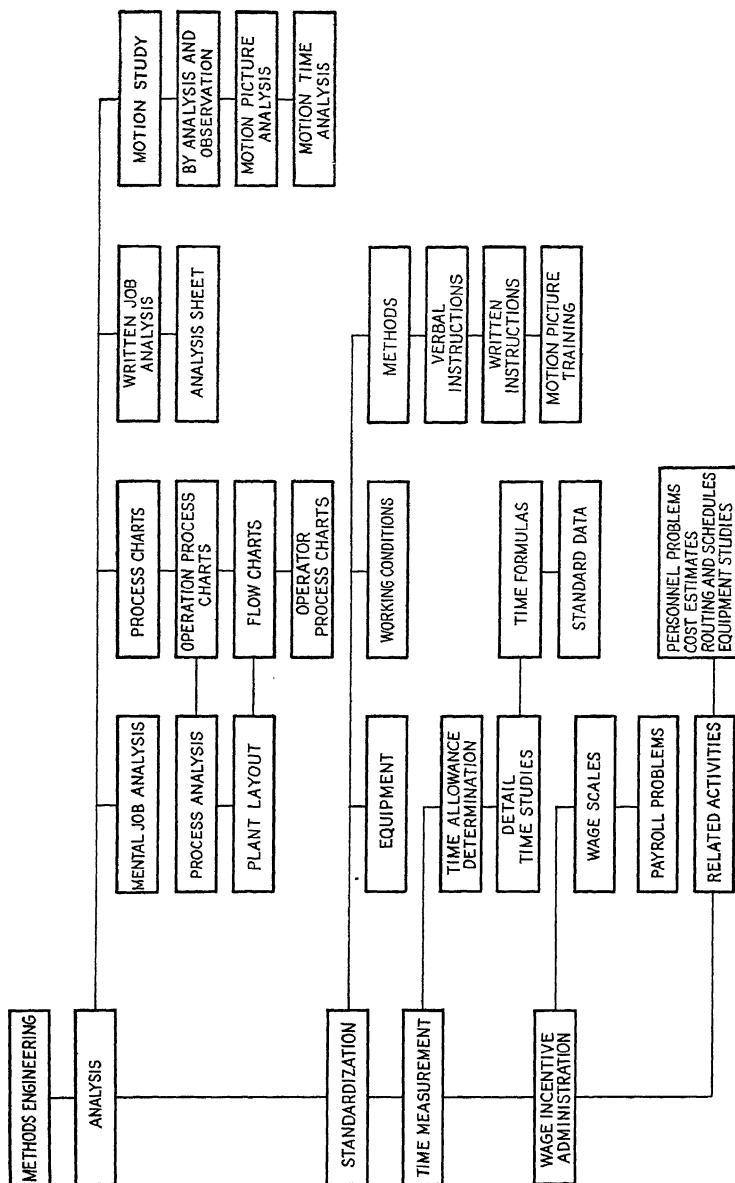 METHODS ENGINEERING
ANALYSIS
MENTAL JOB ANALYSIS
PROCESS ANALYSIS
PLANT LAYOUT
PROCESS CHARTS
OPERATION PROCESS
CHARTS
FLOW CHARTS
OPERATOR
PROCESS CHARTS
WRITTEN JOB
ANALYSIS
ANALYSIS SHEET
MOTION STUDY
BY ANALYSIS AND
OBSERVATION
MOTION PICTURE
ANALYSIS
MOTION TIME
ANALYSIS
STANDARDIZATION
EQUIPMENT
WORKING CONDITIONS
METHODS
VERBAL
INSTRUCTIONS
WRITTEN
INSTRUCTIONS
MOTION PICTURE
TRAINING
TIME MEASUREMENT
TIME ALLOWANCE
DETERMINATION
DETAIL
TIME STUDIES
TIME FORMULAS
STANDARD DATA
WAGE INCENTIVE
ADMINISTRATION
WAGE SCALES
PAYROLL PROBLEMS
RELATED ACTIVITIES
PERSONNEL PROBLEMS
COST ESTIMATES
ROUTING AND SCHEDULES
EQUIPMENT STUDIES